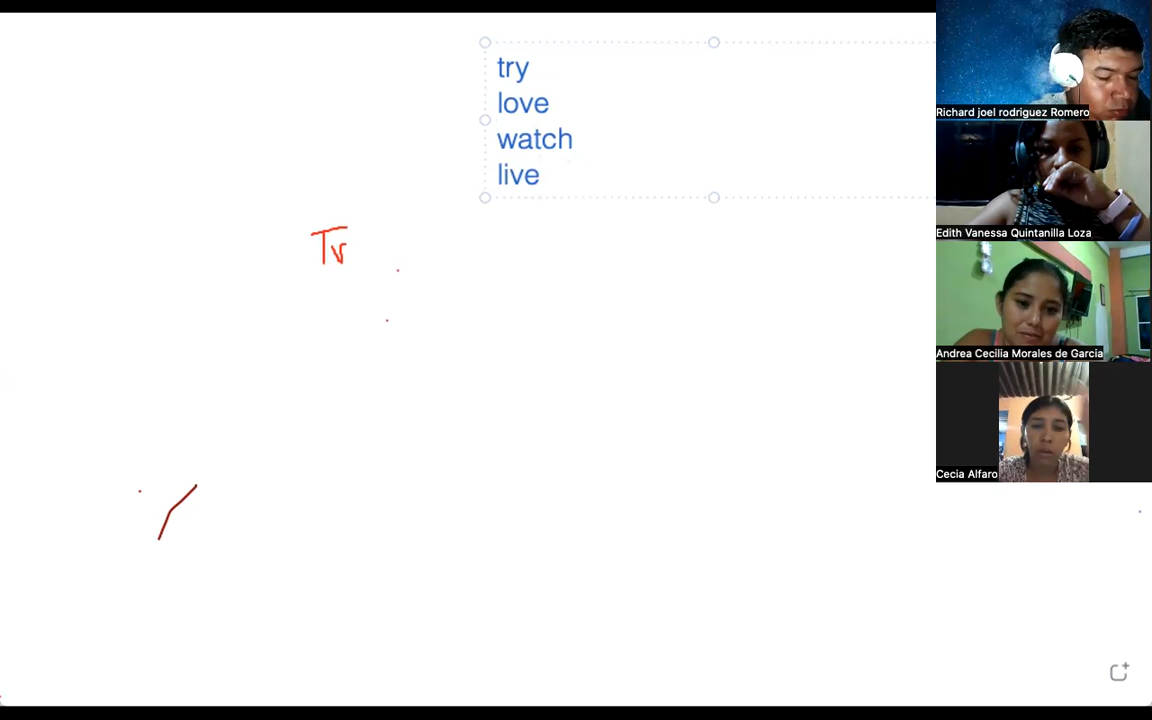 try
love
watch
live
Tr
Richard joel rodriguez Romero
Edith Vanessa Quintanilla Loza
Andrea Cecilia Morales de Garcia
Cecia Alfaro